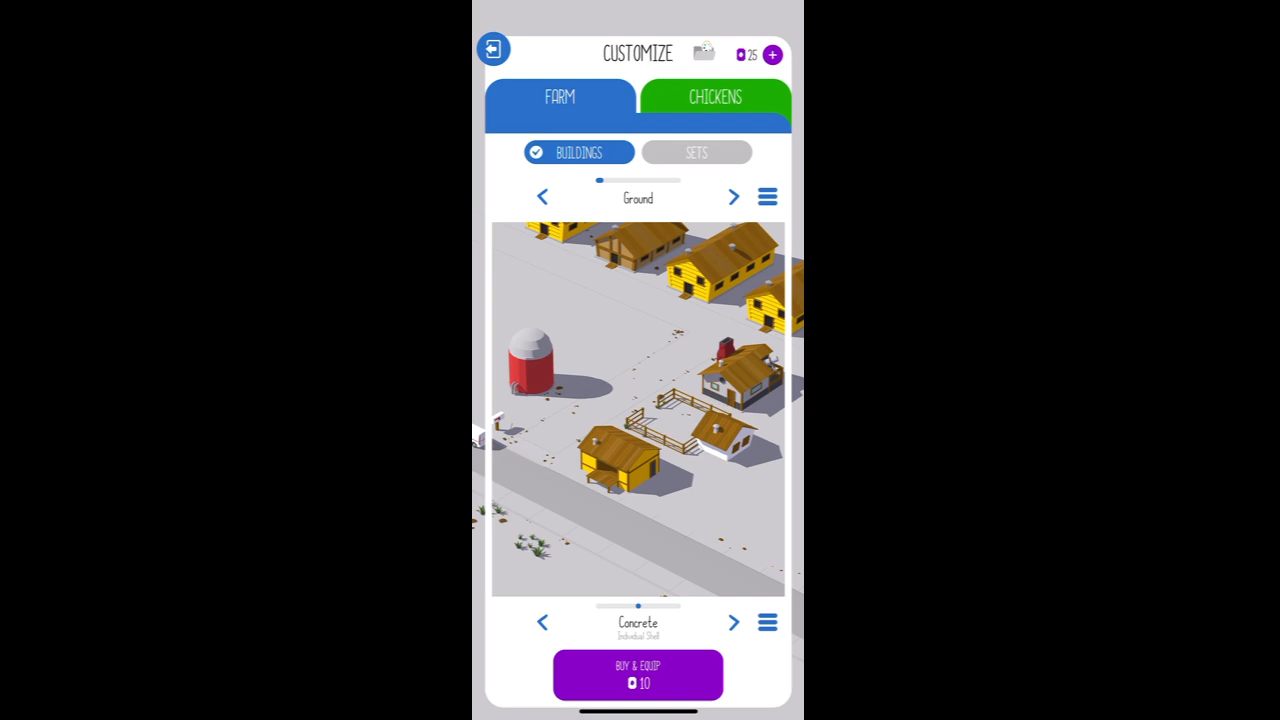 CUSTOMIZE
25
FARM
CHICKENS
BUILDINGS
SETS
Ground
Concrete
Individual Shell
BUY & EQUIP
10